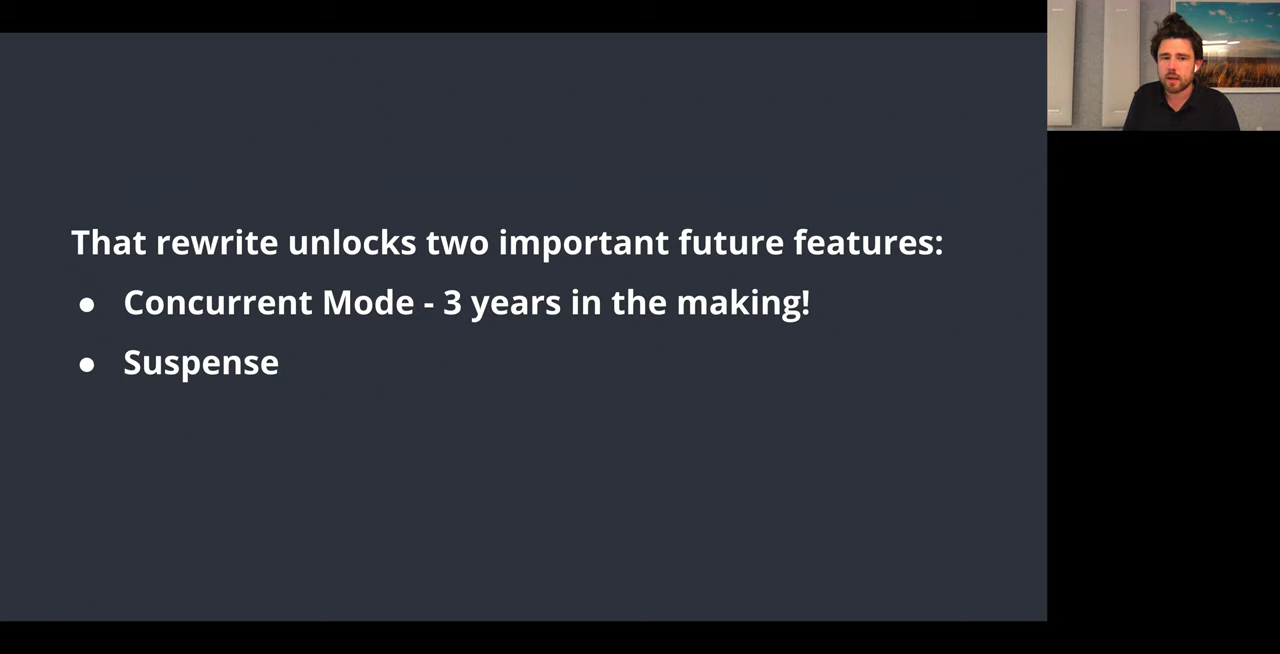 That rewrite unlocks two important future features:
● Concurrent Mode - 3 years in the making!
● Suspense